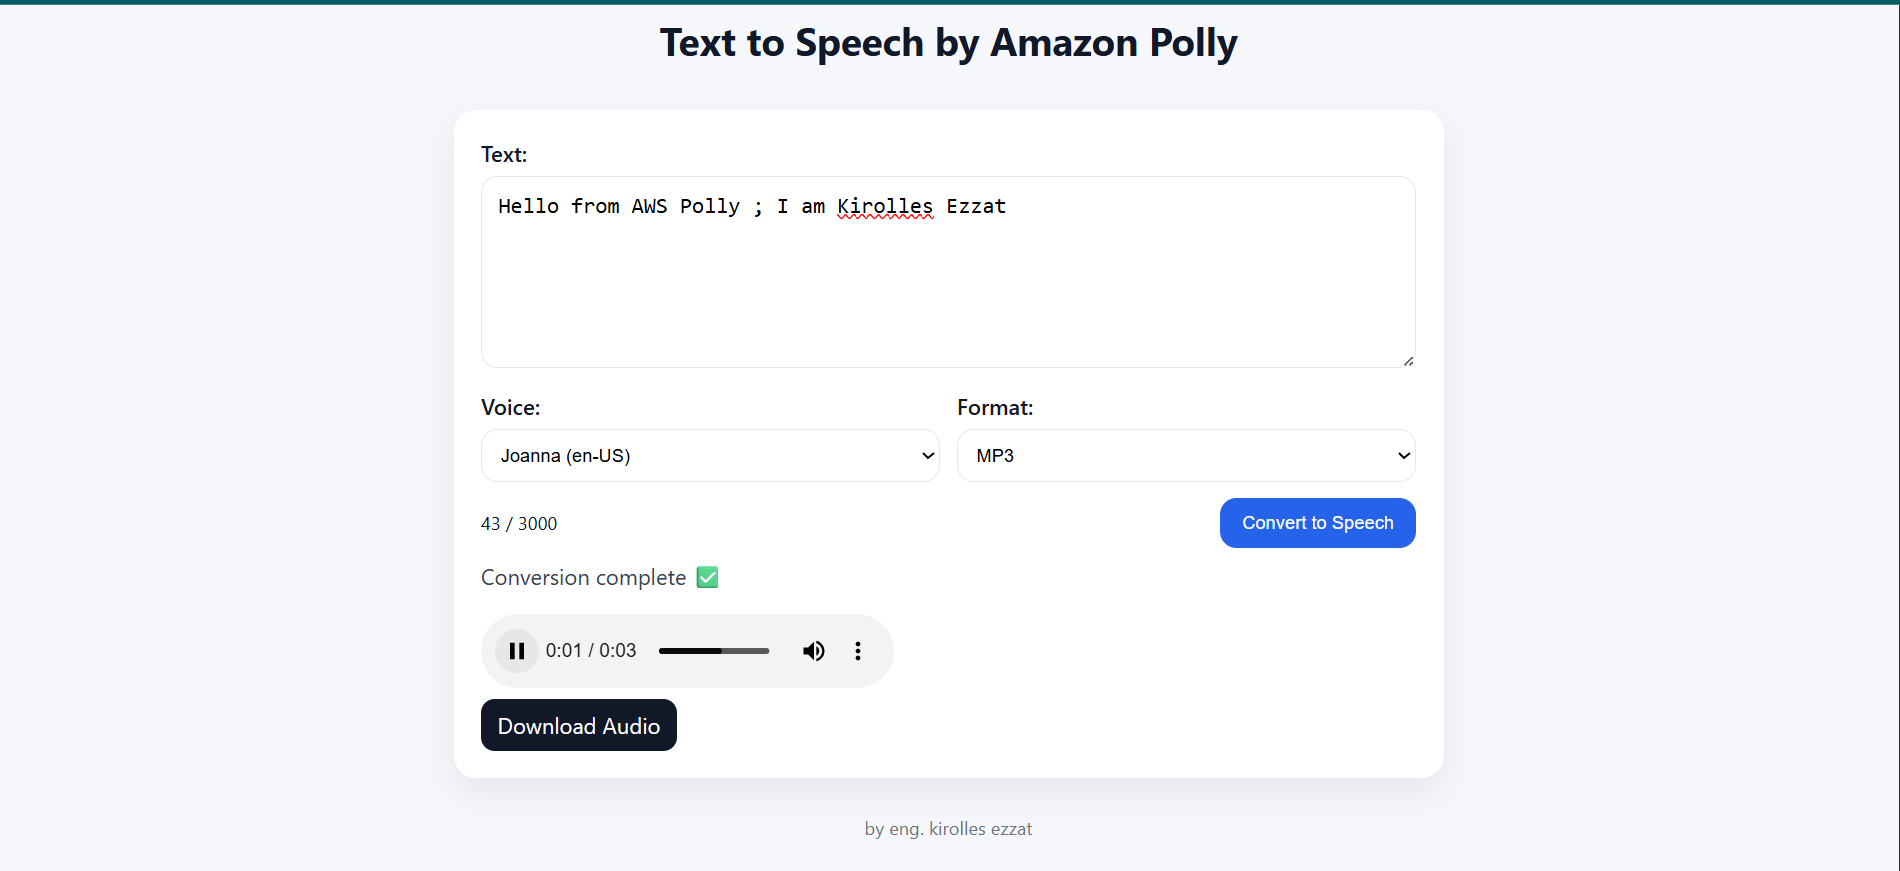 Text to Speech by Amazon Polly
Text:
Hello from AWS Polly ; I am Kirolles Ezzat
Voice:
Format:
Joanna (en-US)
MP3
43 / 3000
Convert to Speech
Conversion complete ✅
0:01 / 0:03
Download Audio
by eng. kirolles ezzat